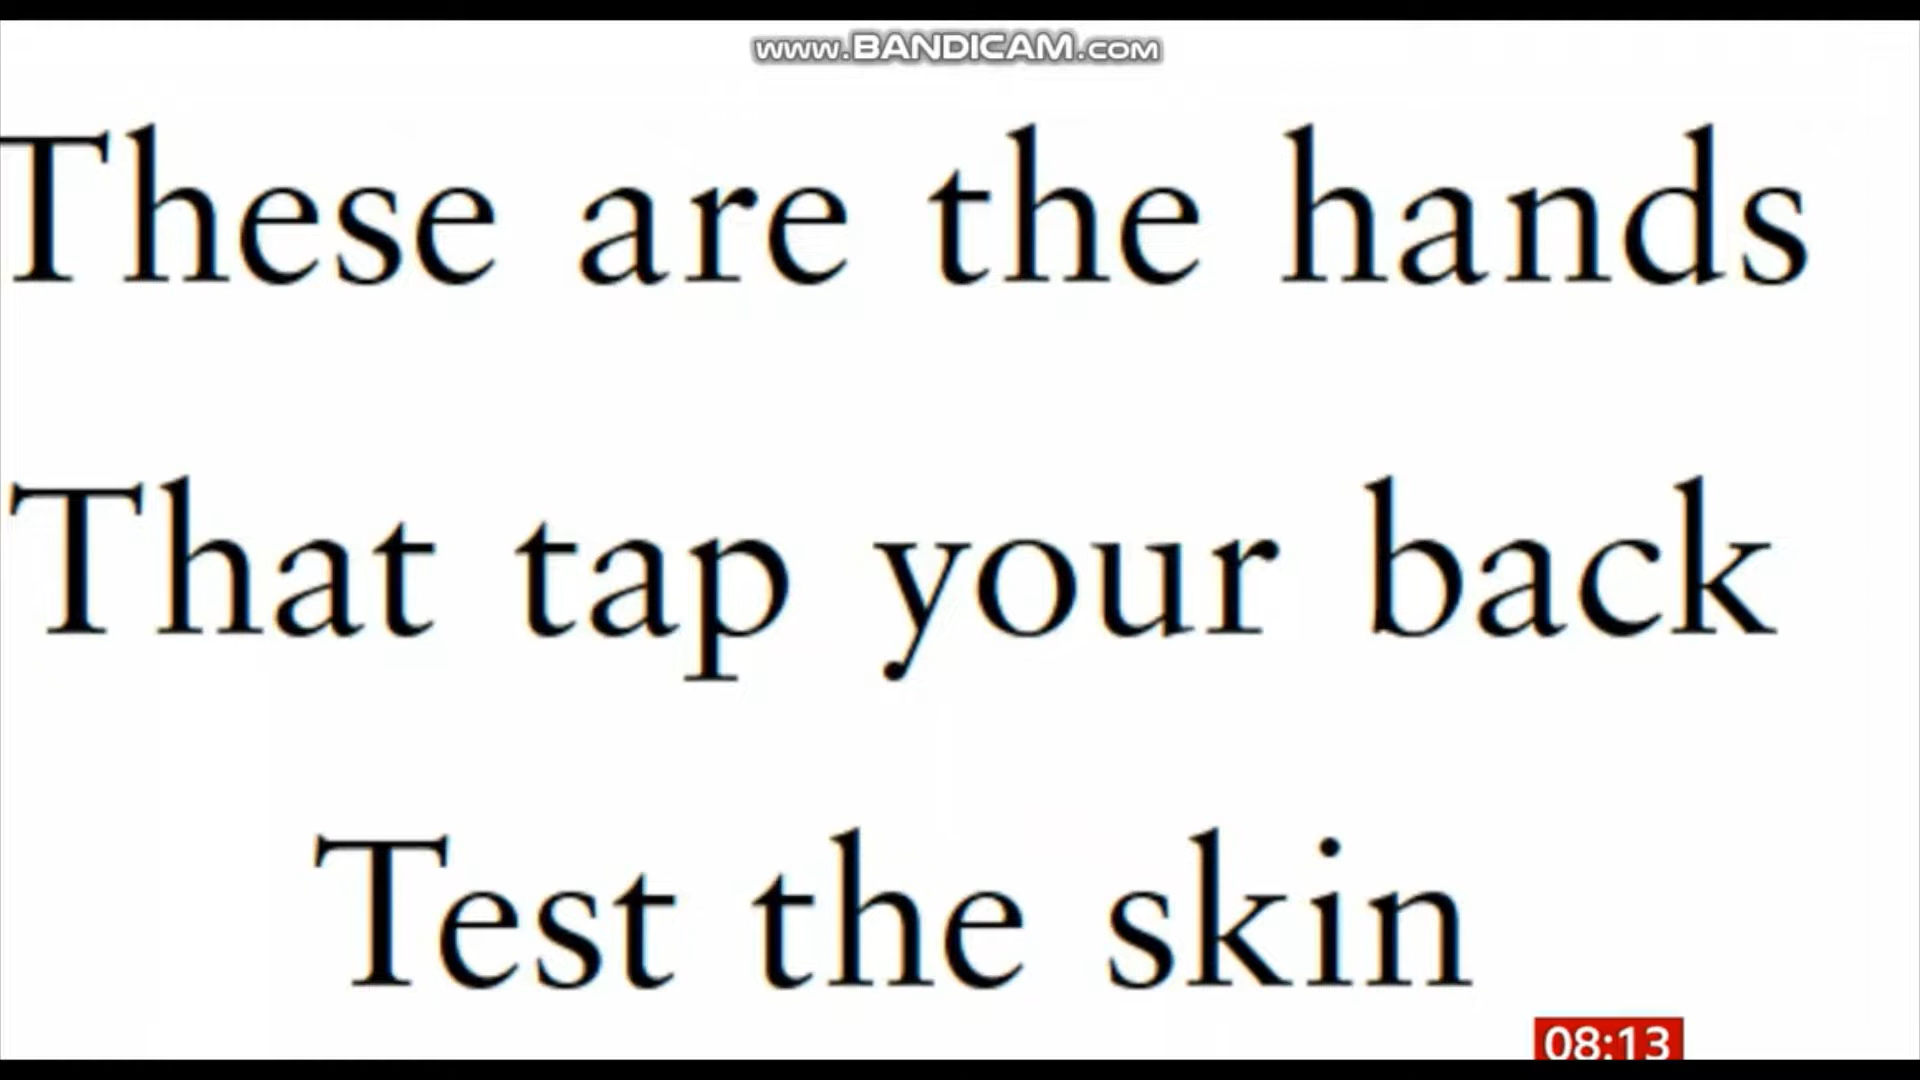 www.BANDICAM.com
These are the hands
That tap your back
Test the skin
08:13